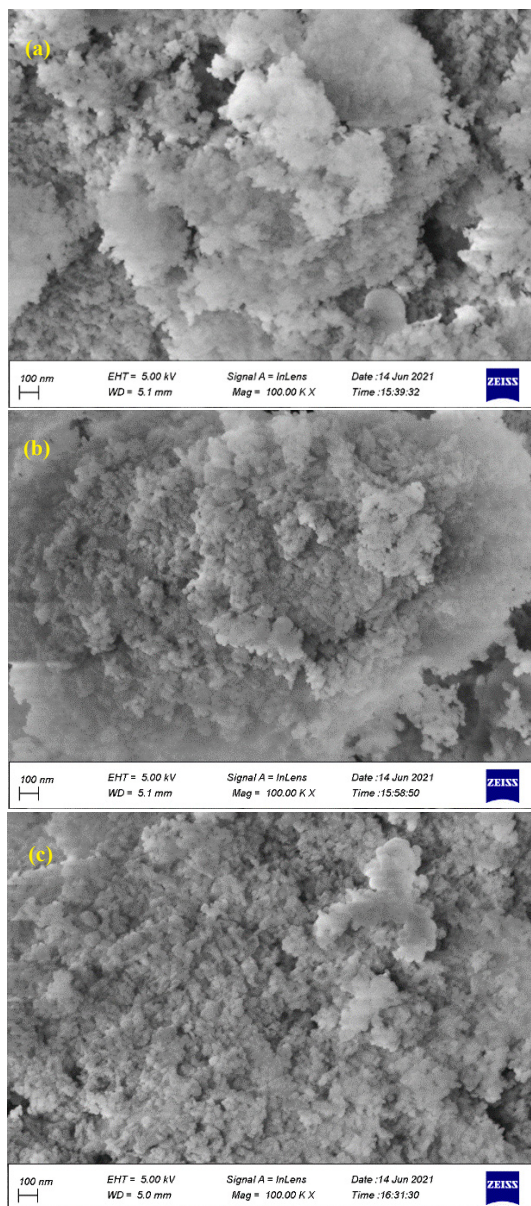 (a)
100 nm EHT = 5.00 kV Signal A = InLens Date :14 Jun 2021 ZEISS
WD = 5.1 mm Mag = 100.00 K X Time :15:39:32
(b)
100 nm EHT = 5.00 kV Signal A = InLens Date :14 Jun 2021 ZEISS
WD = 5.1 mm Mag = 100.00 K X Time :15:58:50
(c)
100 nm EHT = 5.00 kV Signal A = InLens Date :14 Jun 2021 ZEISS
WD = 5.0 mm Mag = 100.00 K X Time :16:31:30